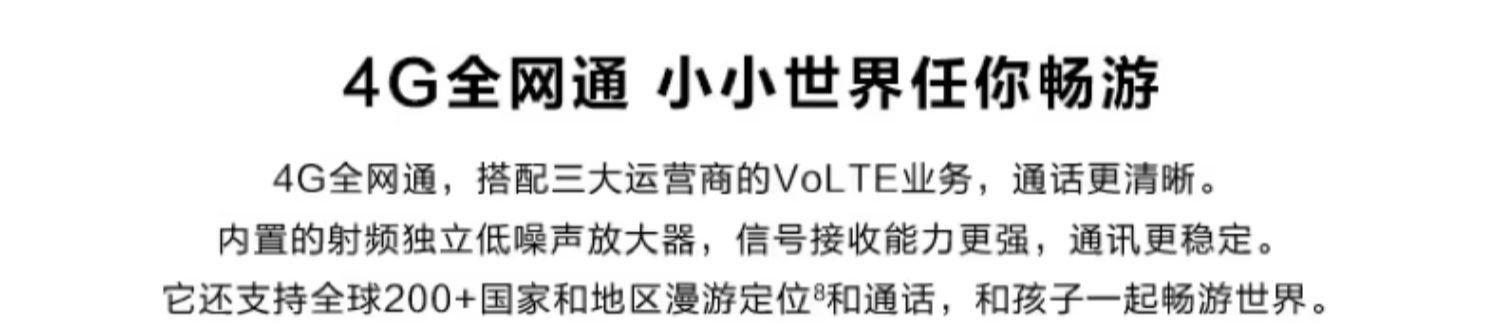 4G全网通 小小世界任你畅游
4G全网通，搭配三大运营商的VoLTE业务，通话更清晰。
内置的射频独立低噪声放大器，信号接收能力更强，通讯更稳定。
它还支持全球200+国家和地区漫游定位⁸和通话，和孩子一起畅游世界。